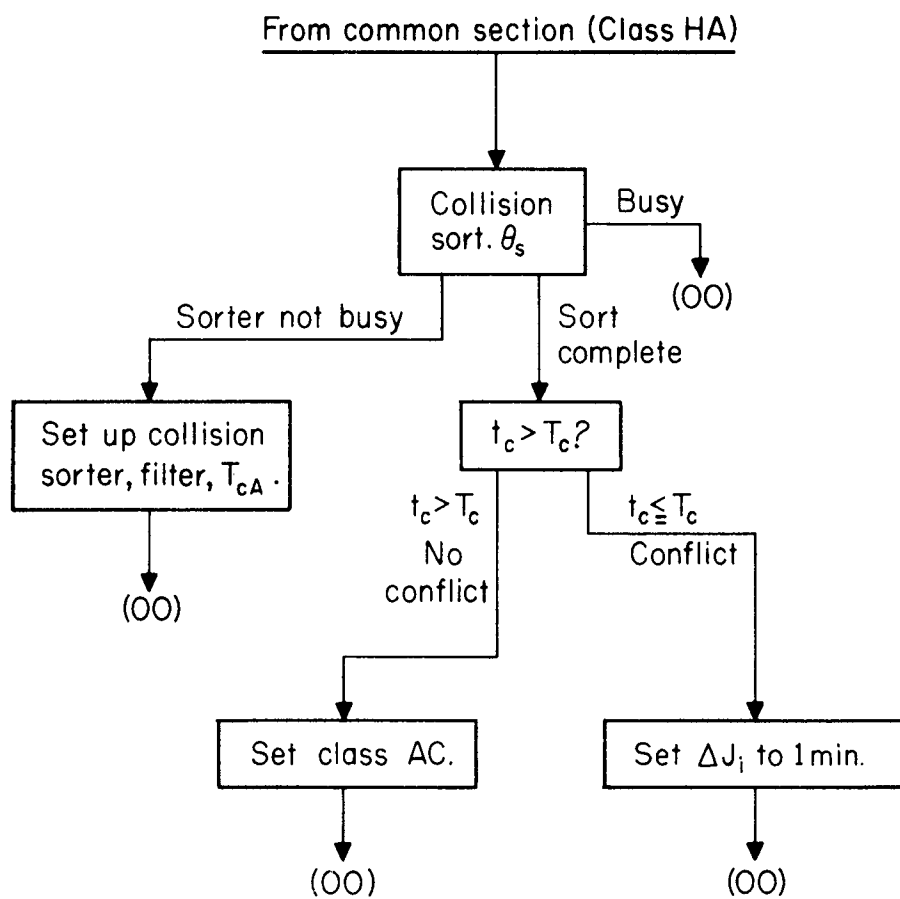 From common section (Class HA)
Collision
sort. θs
Busy
(OO)
Sorter not busy
Sort
complete
Set up collision
sorter, filter, TcA.
(OO)
tc > Tc?
tc > Tc
No
conflict
tc ≦ Tc
Conflict
Set class AC.
(OO)
Set ΔJi to 1 min.
(OO)